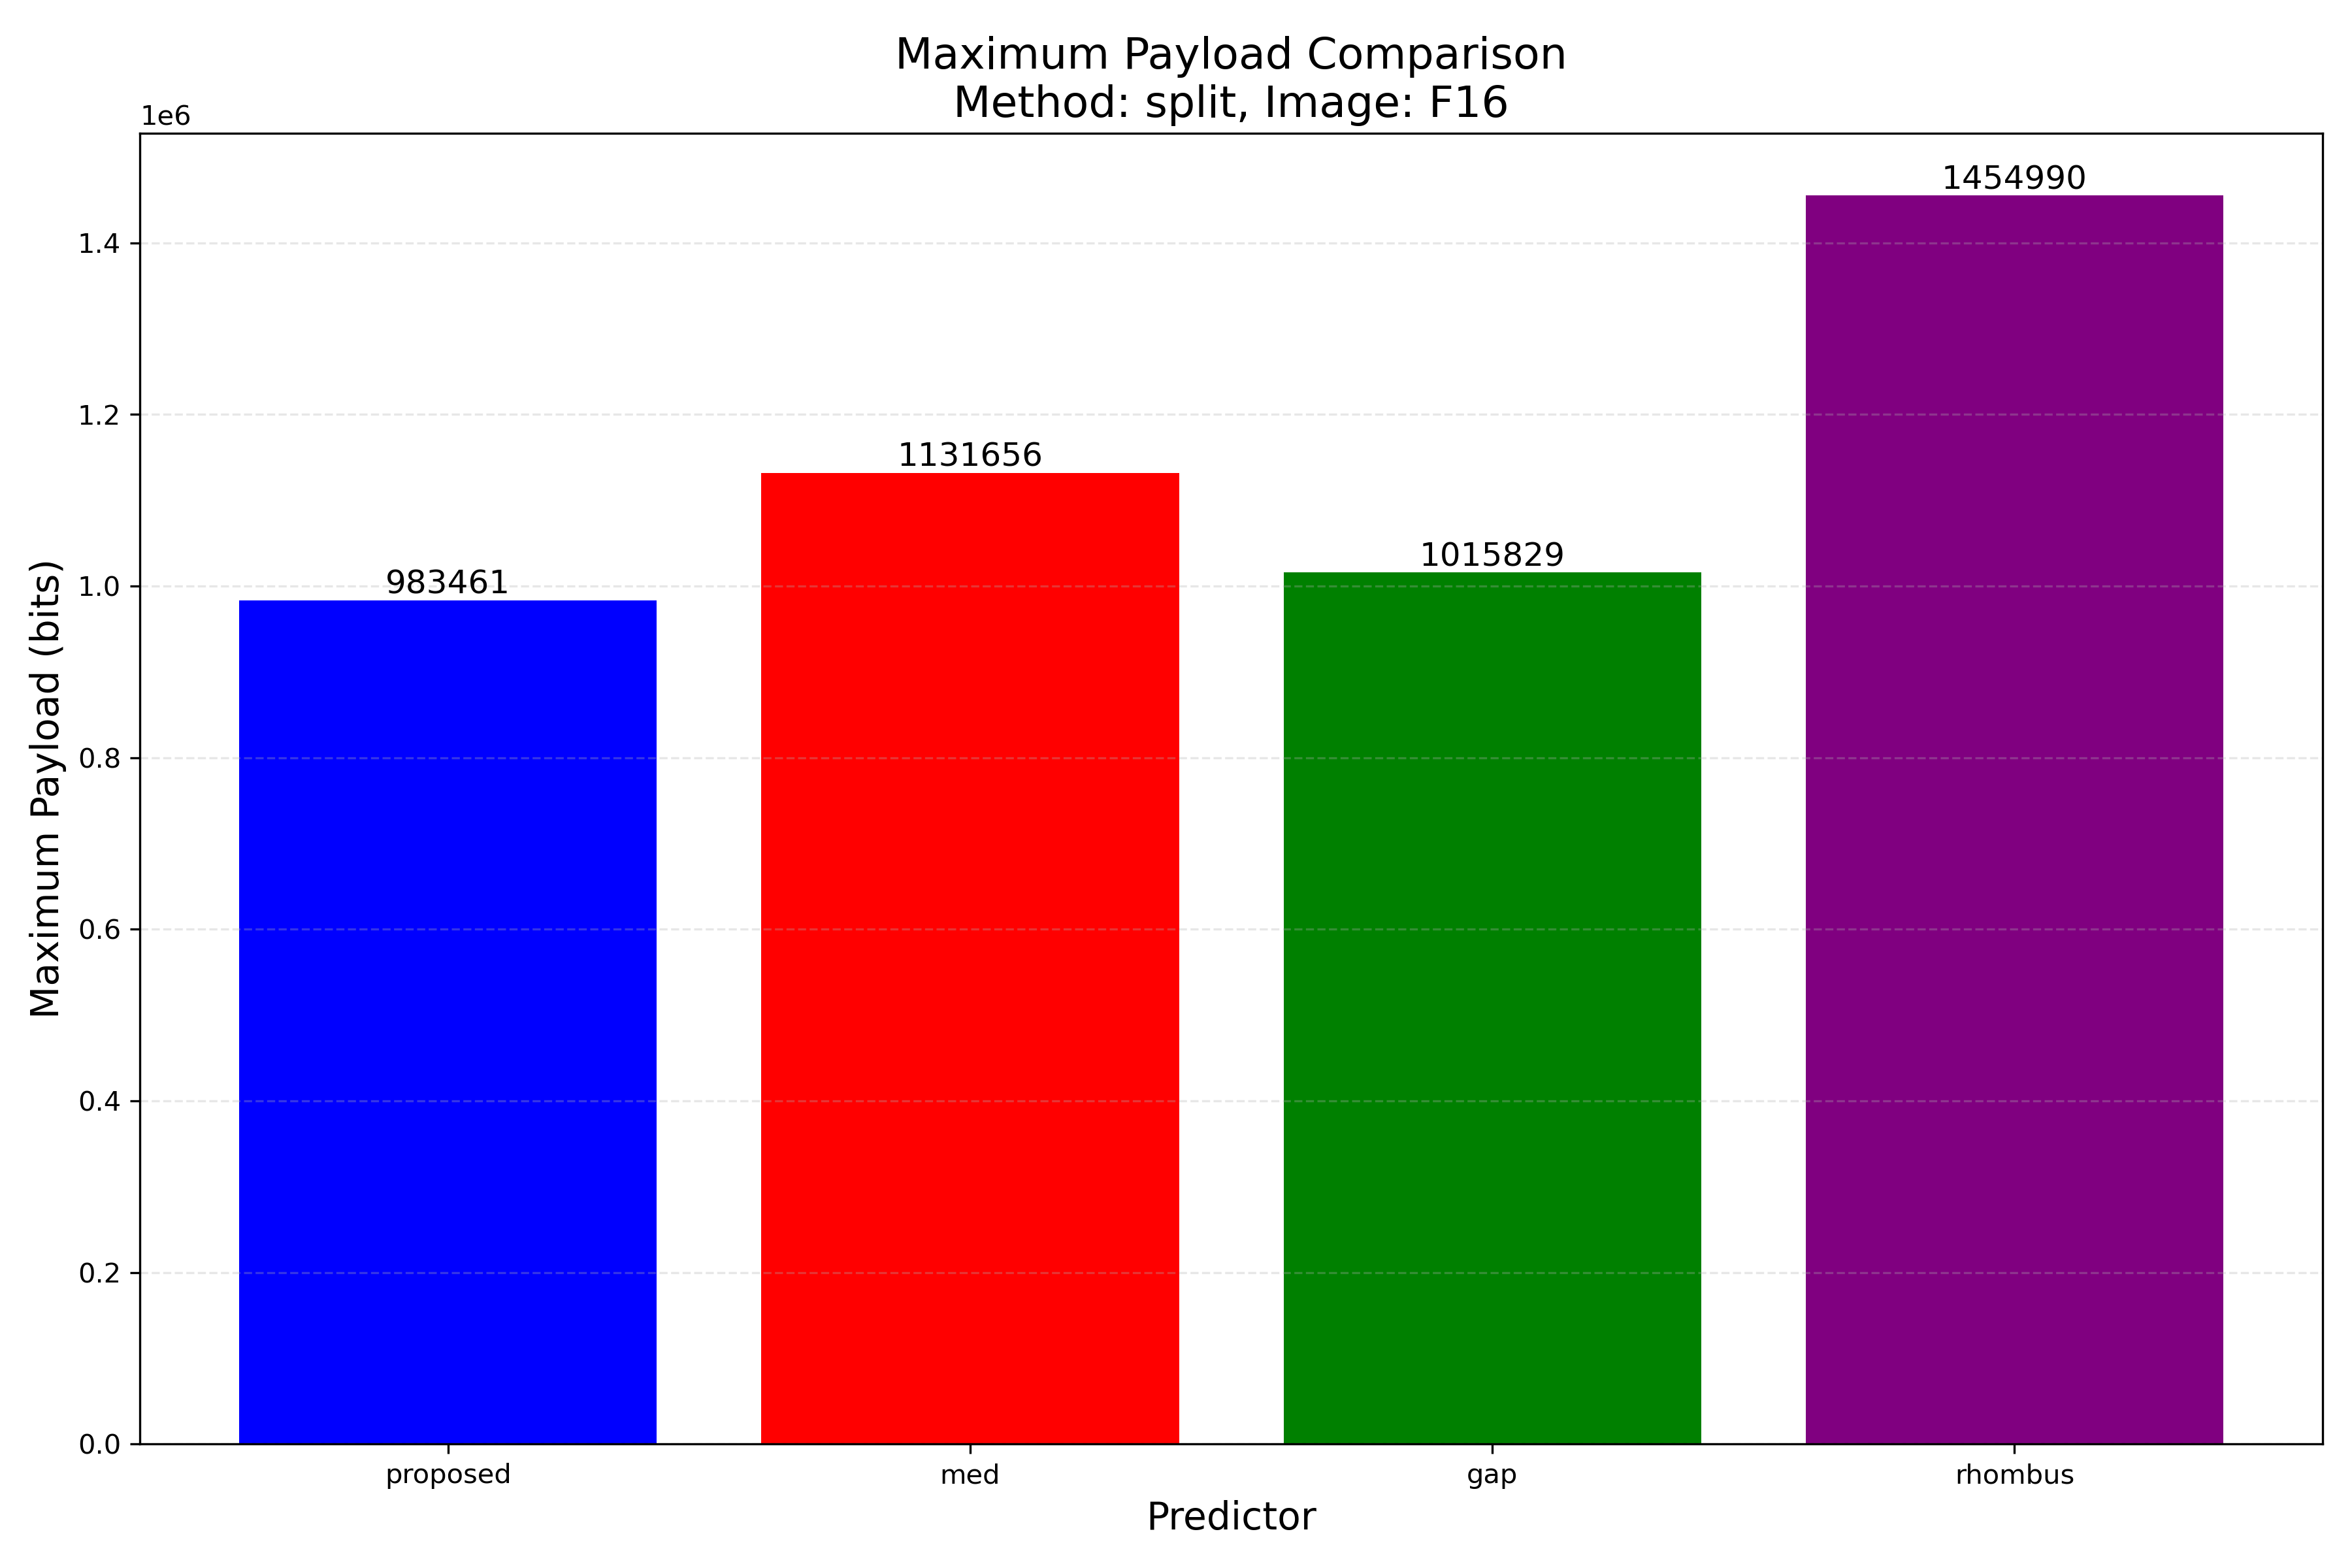 Maximum Payload Comparison
Method: split, Image: F16
1e6
1454990
1.4
1.2
1131656
1015829
983461
1.0
0.8
0.6
0.4
0.2
0.0
Maximum Payload (bits)
proposed med gap rhombus
Predictor